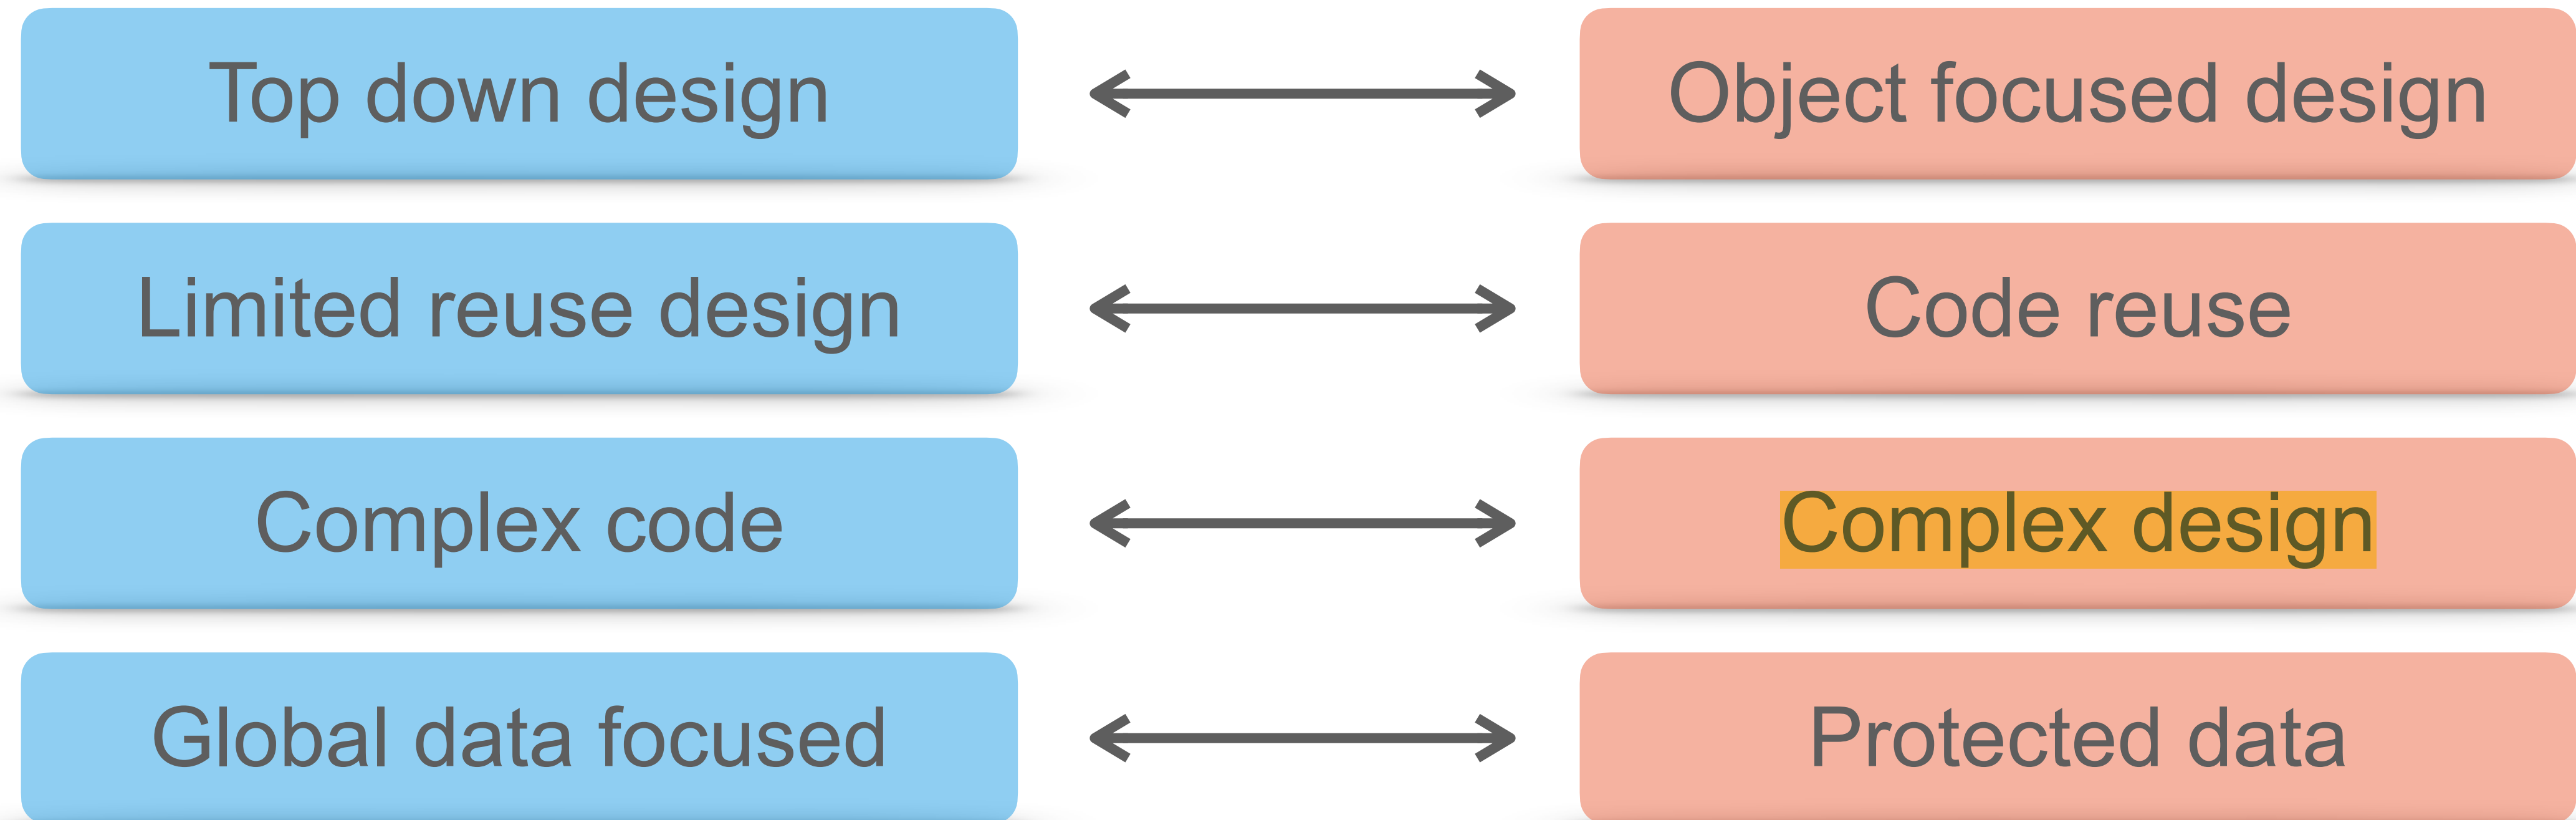 Top down design
Object focused design
Limited reuse design
Code reuse
Complex code
Complex design
Global data focused
Protected data